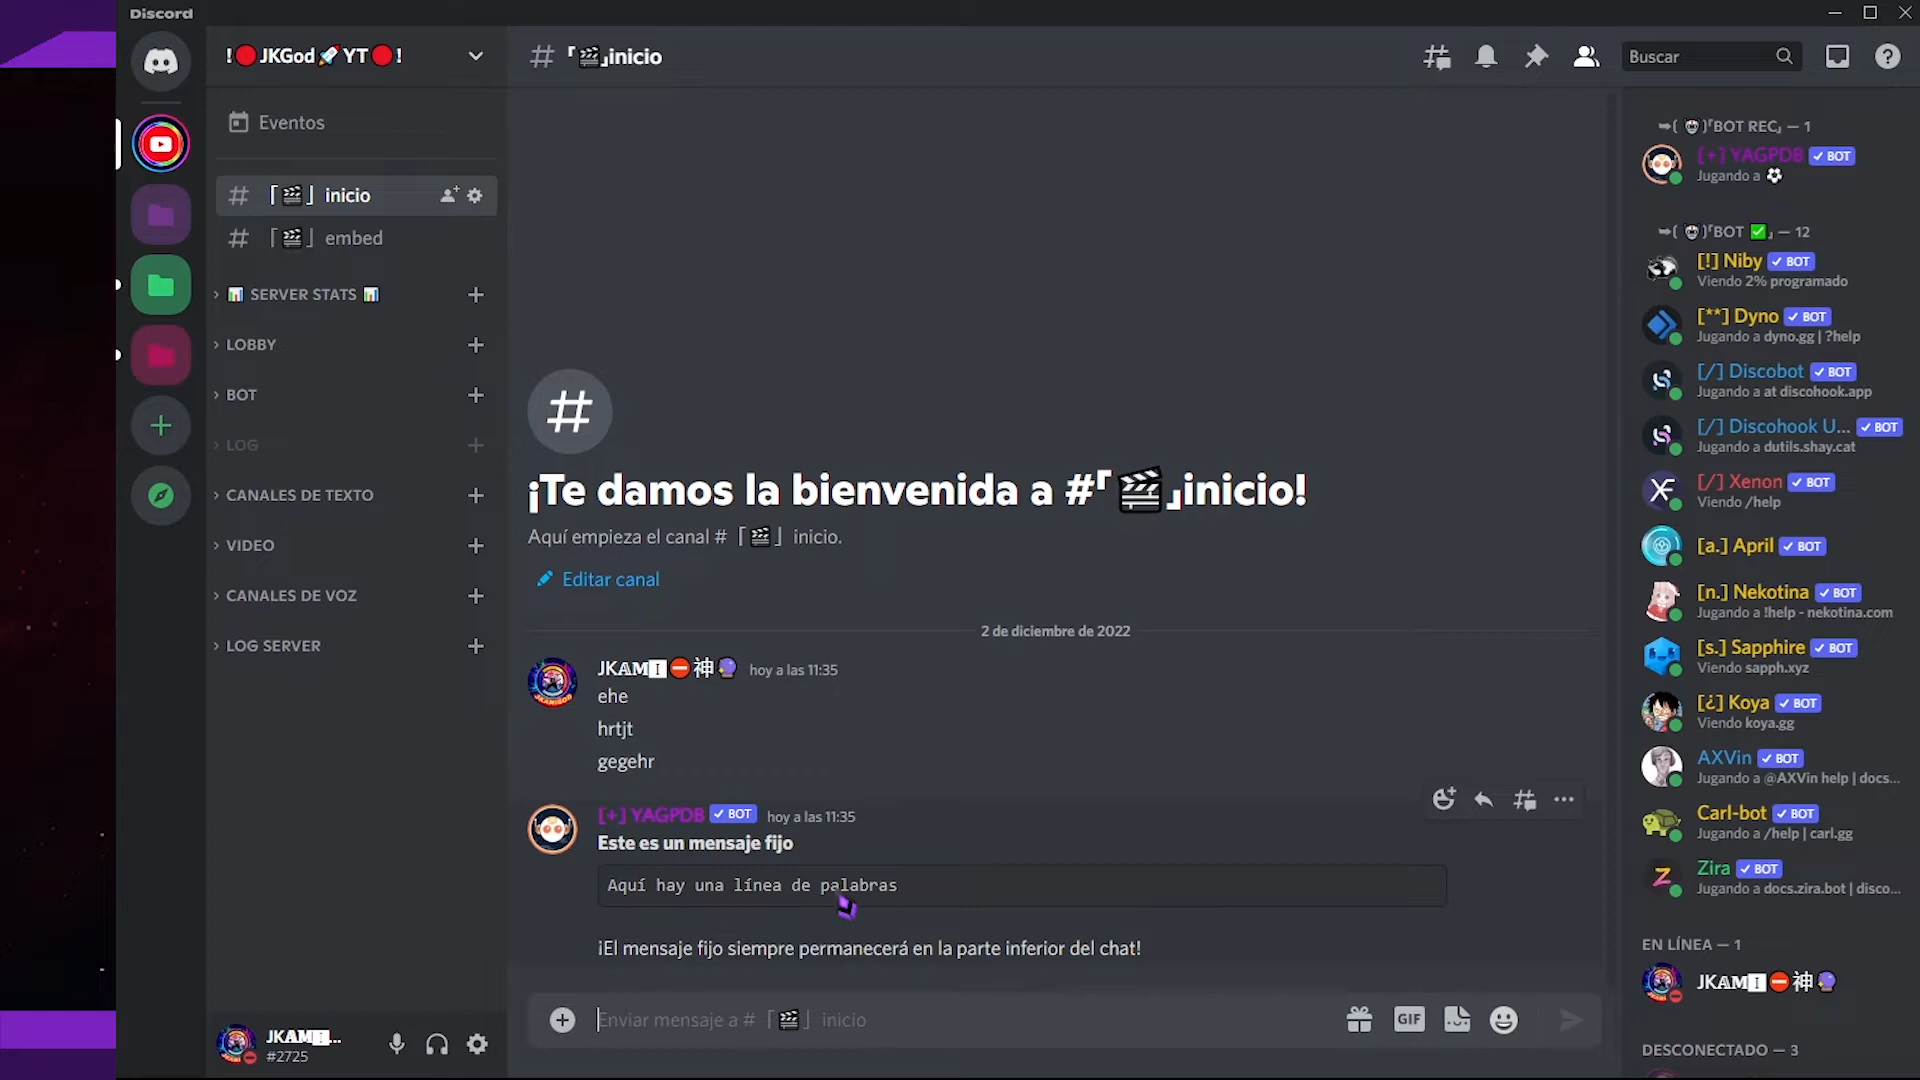 Discord
!🔴JKGod🚀YT🔴!
Eventos
「🎬」inicio
「🎬」embed
📊 SERVER STATS 📊
LOBBY
BOT
LOG
CANALES DE TEXTO
VIDEO
CANALES DE VOZ
LOG SERVER
JKAMI...
#2725
# 「🎬」inicio
Buscar
¡Te damos la bienvenida a #「🎬」inicio!
Aquí empieza el canal # 「🎬」 inicio.
Editar canal
2 de diciembre de 2022
JKAMI⛔神🔮 hoy a las 11:35
ehe
hrtjt
gegehr
[+] YAGPDB ✓ BOT hoy a las 11:35
Este es un mensaje fijo
Aquí hay una línea de palabras
¡El mensaje fijo siempre permanecerá en la parte inferior del chat!
Enviar mensaje a # 「🎬」 inicio
GIF
「BOT REC」 — 1
[+] YAGPDB ✓ BOT
Jugando a ⚽
「BOT ✅」 — 12
[!] Niby ✓ BOT
Viendo 2% programado
[**] Dyno ✓ BOT
Jugando a dyno.gg | ?help
[/] Discobot ✓ BOT
Jugando a at discohook.app
[/] Discohook U... ✓ BOT
Jugando a dutils.shay.cat
[/] Xenon ✓ BOT
Viendo /help
[a.] April ✓ BOT
[n.] Nekotina ✓ BOT
Jugando a !help - nekotina.com
[s.] Sapphire ✓ BOT
Viendo sapph.xyz
[¿] Koya ✓ BOT
Viendo koya.gg
AXVin ✓ BOT
Jugando a @AXVin help | docs...
Carl-bot ✓ BOT
Jugando a /help | carl.gg
Zira ✓ BOT
Jugando a docs.zira.bot | disco...
EN LÍNEA — 1
JKAMI⛔神🔮
DESCONECTADO — 3